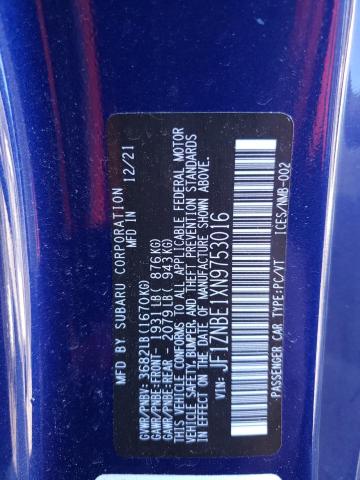 MFD BY SUBARU CORPORATION
MFD IN 12/21
GVWR/PNBV: 3682LB(1670KG)
GAWR/PNBE:FRONT- 1931LB( 876KG)
GAWR/PNBE:REAR - 2079LB( 943KG)
THIS VEHICLE CONFORMS TO ALL APPLICABLE FEDERAL MOTOR
VEHICLE SAFETY,BUMPER,AND THEFT PREVENTION STANDARDS
IN EFFECT ON THE DATE OF MANUFACTURE SHOWN ABOVE.
VIN: JF1ZNBE1XN9753016
ICES/NMB-002
PASSENGER CAR TYPE:PC/VT